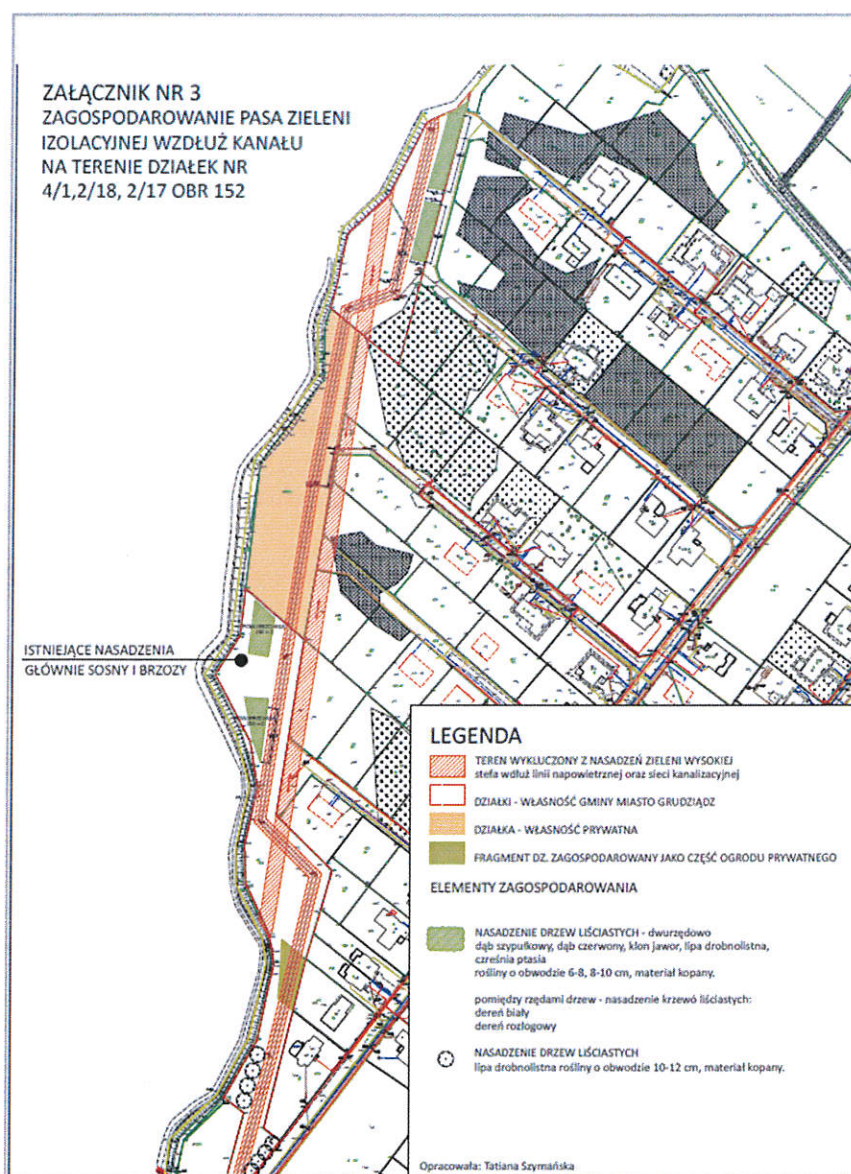 ZAŁĄCZNIK NR 3
ZAGOSPODAROWANIE PASA ZIELENI
IZOLACYJNEJ WZDŁUŻ KANAŁU
NA TERENIE DZIAŁEK NR
4/1,2/18, 2/17 OBR 152
ISTNIEJĄCE NASADZENIA
GŁÓWNIE SOSNY I BRZOZY
LEGENDA
TEREN WYKLUCZONY Z NASADZEŃ ZIELENI WYSOKIEJ
stefa wdłuż linii napowietrznej oraz sieci kanalizacyjnej
DZIAŁKI - WŁASNOŚĆ GMINY MIASTO GRUDZIĄDZ
DZIAŁKA - WŁASNOŚĆ PRYWATNA
FRAGMENT DZ. ZAGOSPODAROWANY JAKO CZĘŚĆ OGRODU PRYWATNEGO
ELEMENTY ZAGOSPODAROWANIA
NASADZENIE DRZEW LIŚCIASTYCH - dwurzędowo
dąb szypułkowy, dąb czerwony, klon jawor, lipa drobnolistna,
czreśnia ptasia
rośliny o obwodzie 6-8, 8-10 cm, materiał kopany.
pomiędzy rzędami drzew - nasadzenie krzewó liściastych:
dereń biały
dereń rozłogowy
NASADZENIE DRZEW LIŚCIASTYCH
lipa drobnolistna rośliny o obwodzie 10-12 cm, materiał kopany.
Opracowała: Tatiana Szymańska